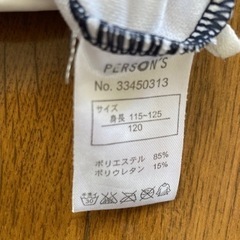 PERSON'S
No. 33450313
サイズ
身長 115~125
120
ポリエステル 85%
ポリウレタン 15%